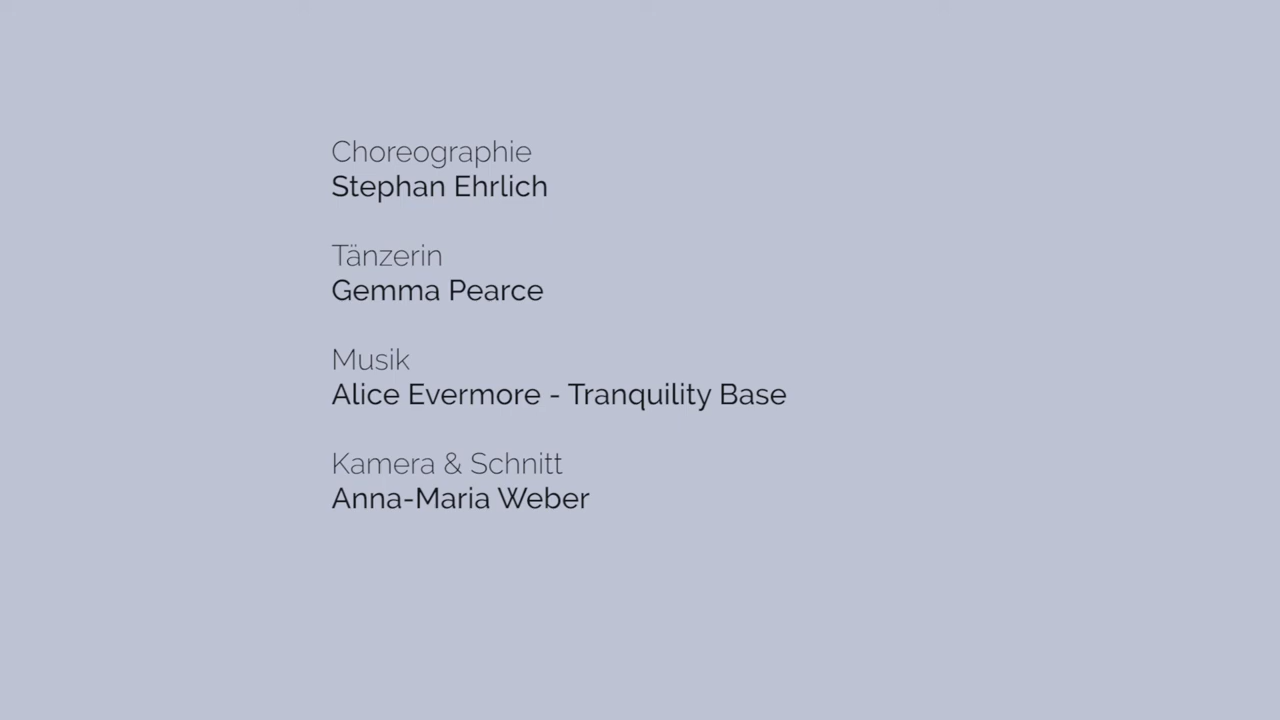 Choreographie
Stephan Ehrlich
Tänzerin
Gemma Pearce
Musik
Alice Evermore - Tranquility Base
Kamera & Schnitt
Anna-Maria Weber